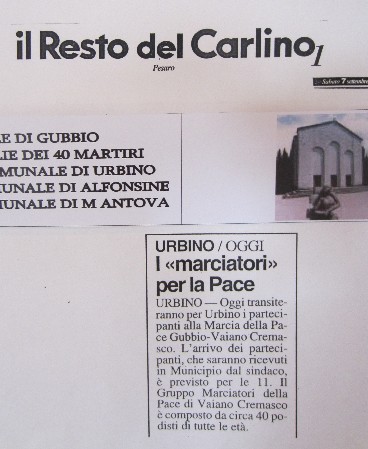 il Resto del Carlino
1
Pesaro
Sabato 7 settembre
E DI GUBBIO
LIE DEI 40 MARTIRI
MUNALE DI URBINO
UNALE DI ALFONSINE
UNALE DI M ANTOVA
URBINO / OGGI
I «marciatori»
per la Pace
URBINO — Oggi transite-
ranno per Urbino i parteci-
panti alla Marcia della Pa-
ce Gubbio-Vaiano Crema-
sco. L'arrivo dei parteci-
panti, che saranno ricevuti
in Municipio dal sindaco,
è previsto per le 11. Il
Gruppo Marciatori della
Pace di Vaiano Cremasco
è composto da circa 40 po-
disti di tutte le età.